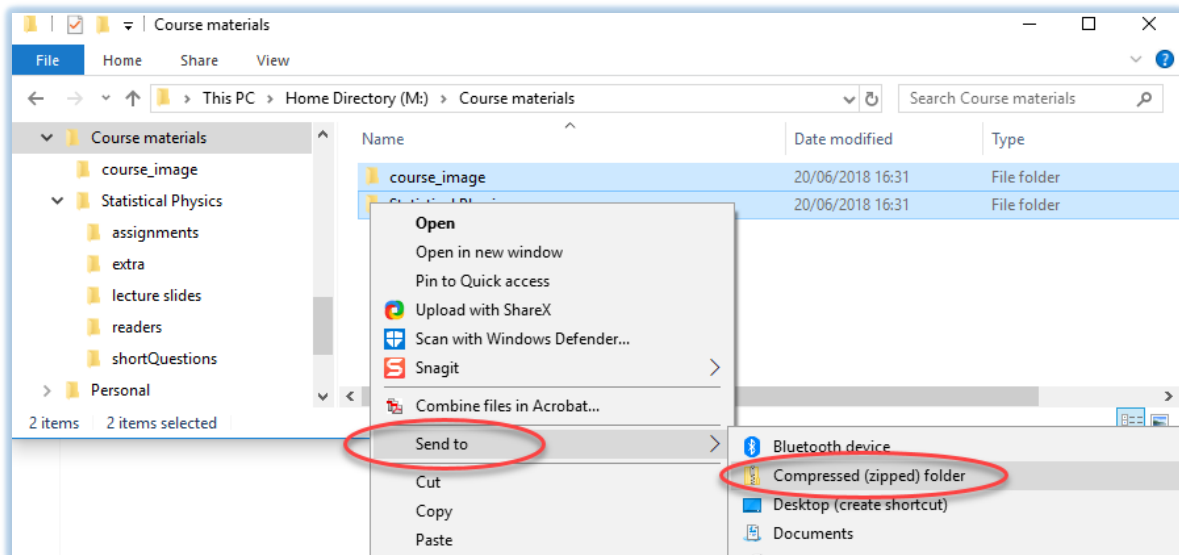 Course materials
File Home Share View
This PC > Home Directory (M:) > Course materials
Search Course materials
Course materials
course_image
Statistical Physics
assignments
extra
lecture slides
readers
shortQuestions
Personal
Name Date modified Type
course_image 20/06/2018 16:31 File folder
20/06/2018 16:31 File folder
Open
Open in new window
Pin to Quick access
Upload with ShareX
Scan with Windows Defender...
Snagit
Combine files in Acrobat...
Send to
Cut
Copy
Paste
Bluetooth device
Compressed (zipped) folder
Desktop (create shortcut)
Documents
2 items 2 items selected